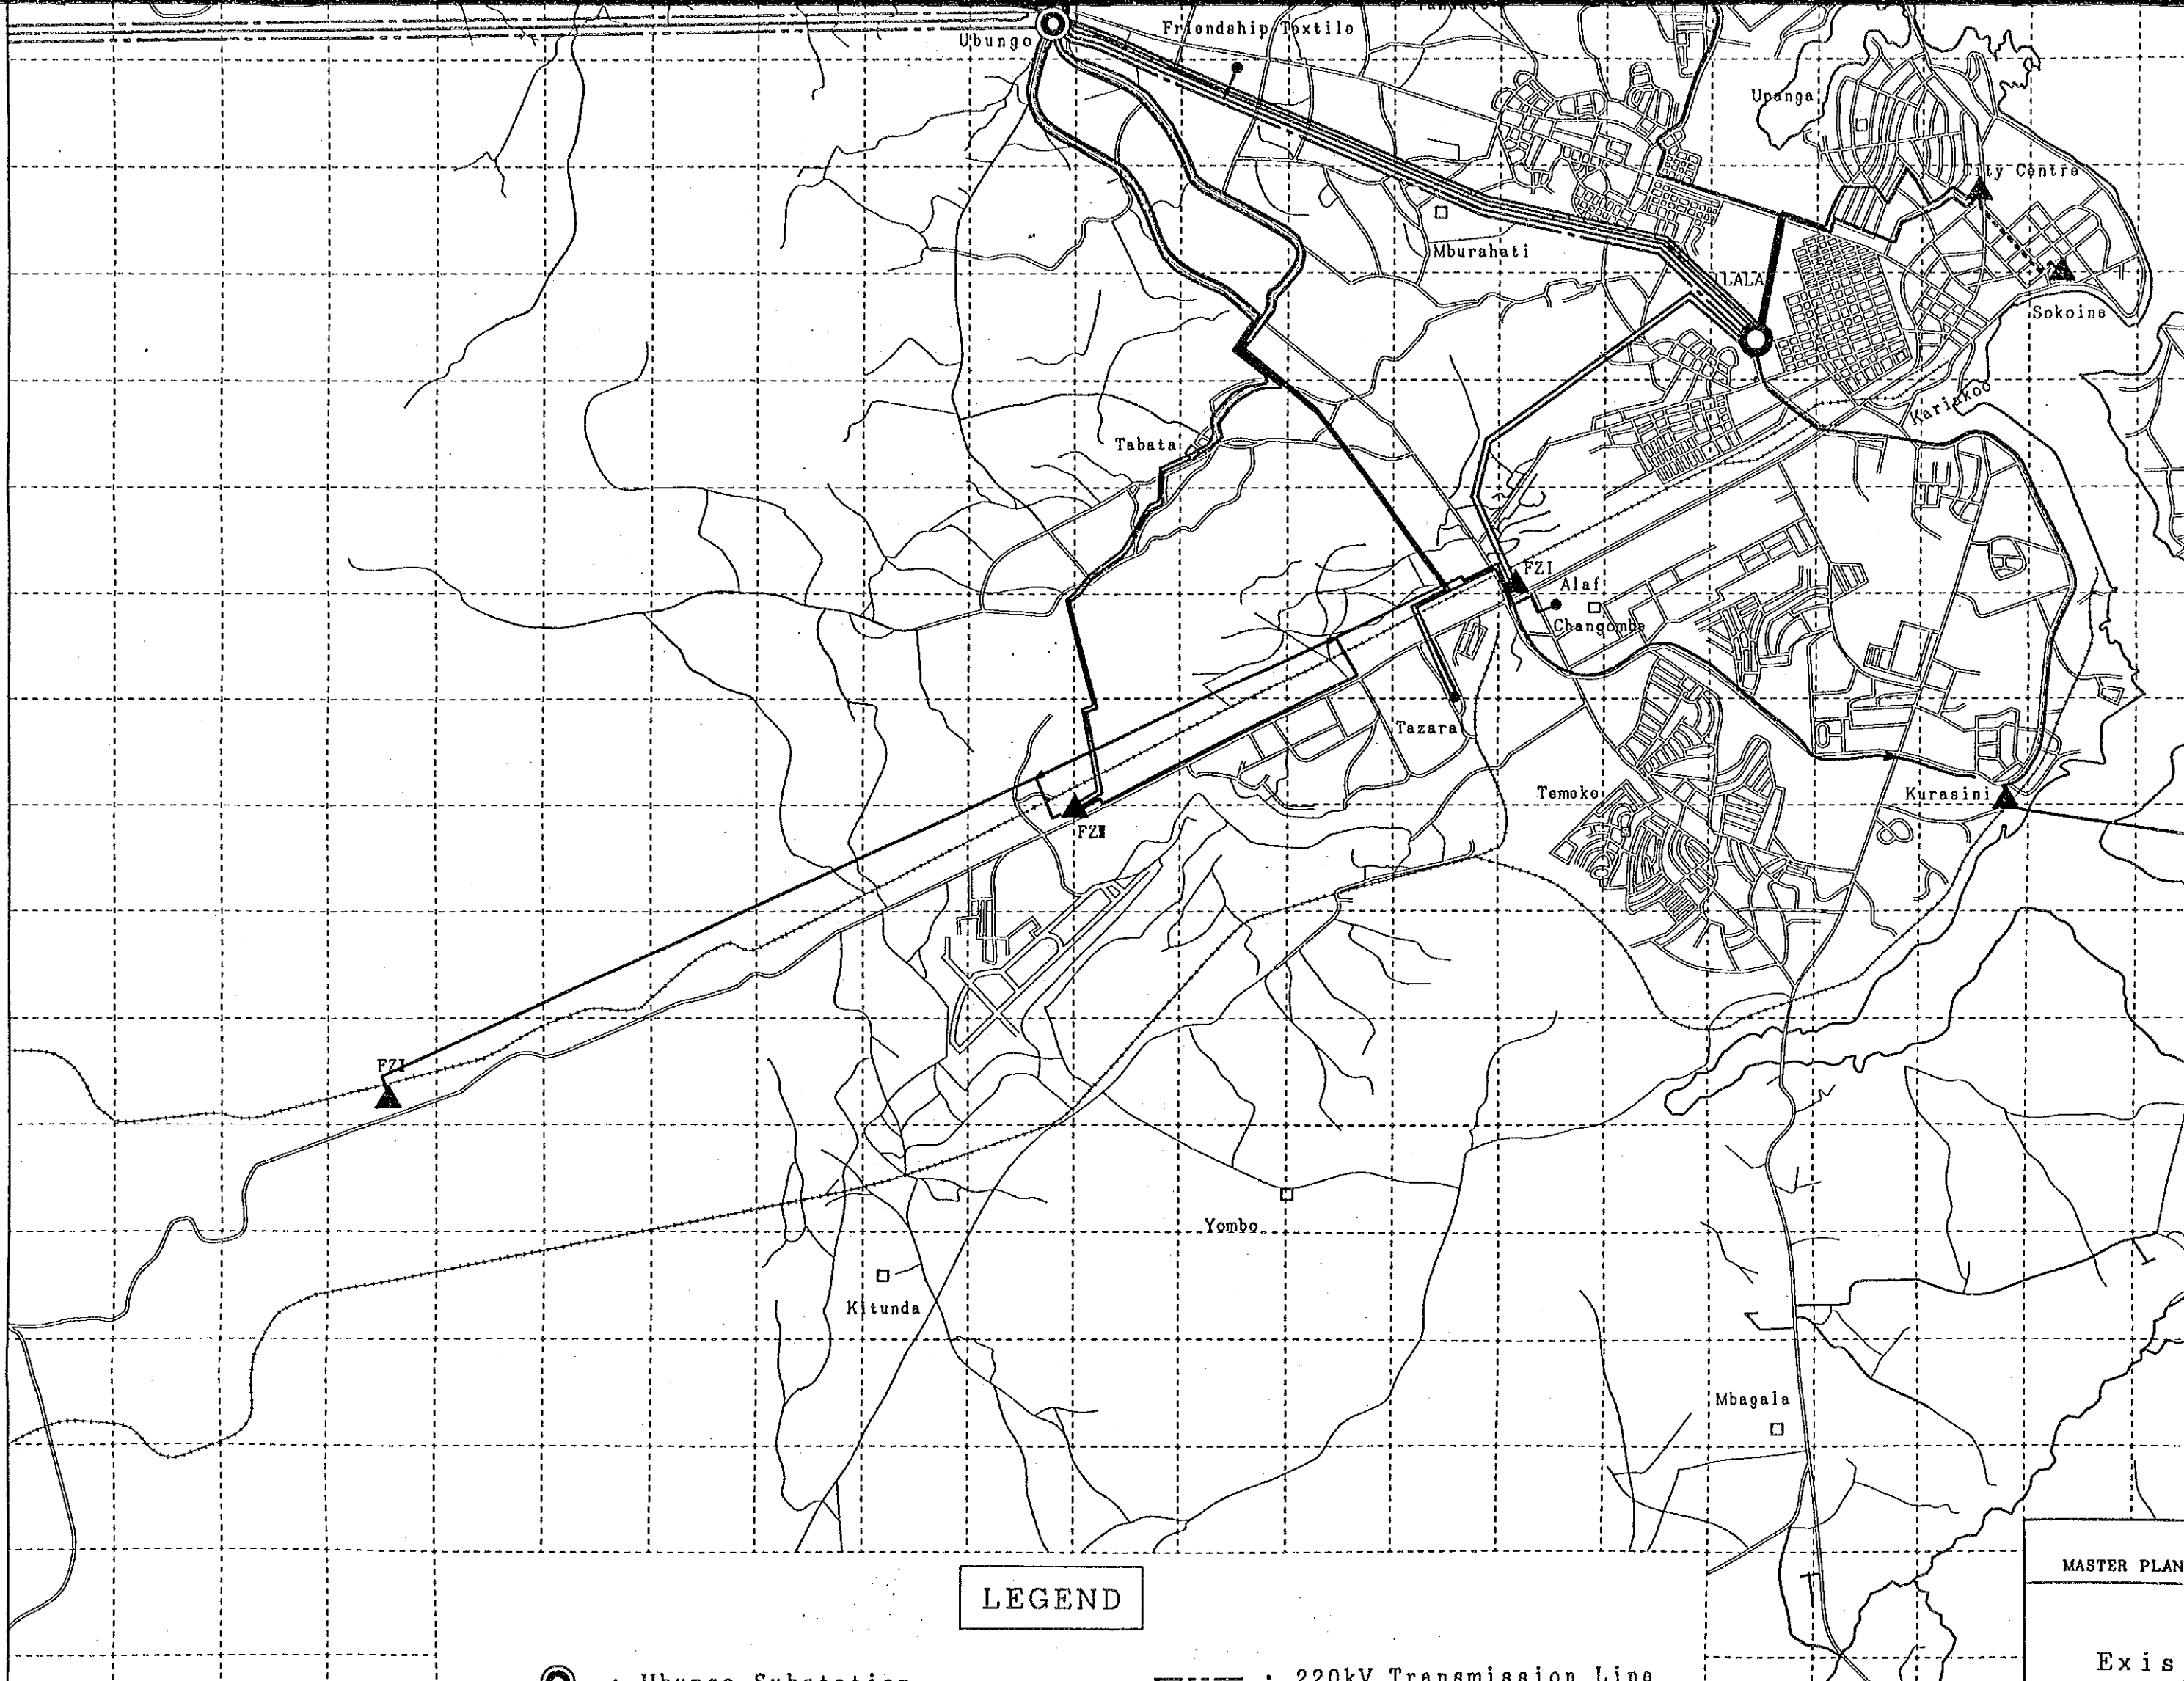 Friendship Textile
Ubungo
Upanga
City Centre
Mburahati
ILALA
Sokoine
Kariakoo
Tabata
FZI
Alaf
Changombe
Tazara
Temeke
Kurasini
FZⅡ
FZI
Yombo
Kitunda
Mbagala
MASTER PLAN
LEGEND
Exis
: Ubungo Substation
: 220kV Transmission Line